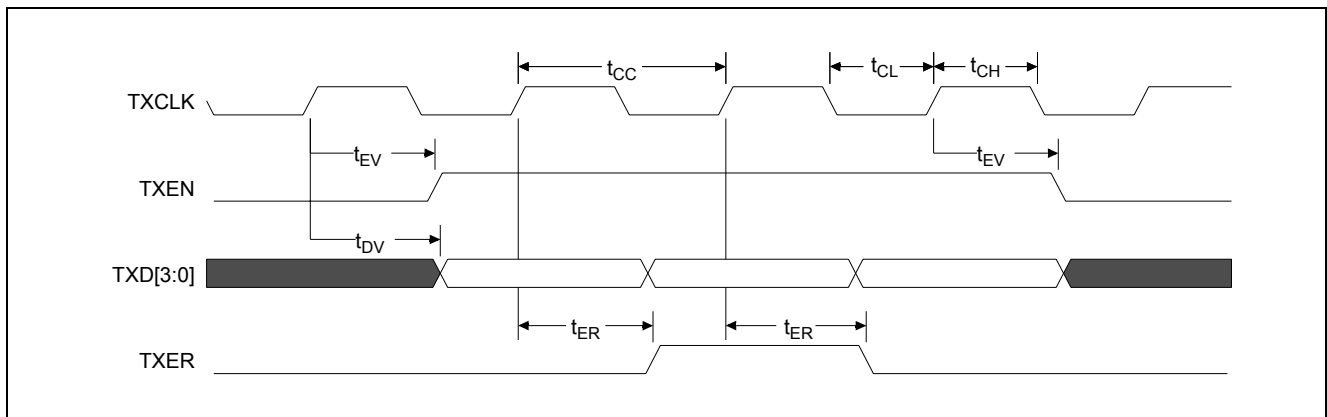 tCC
tCL
tCH
TXCLK
tEV
tEV
TXEN
tDV
TXD[3:0]
tER
tER
TXER